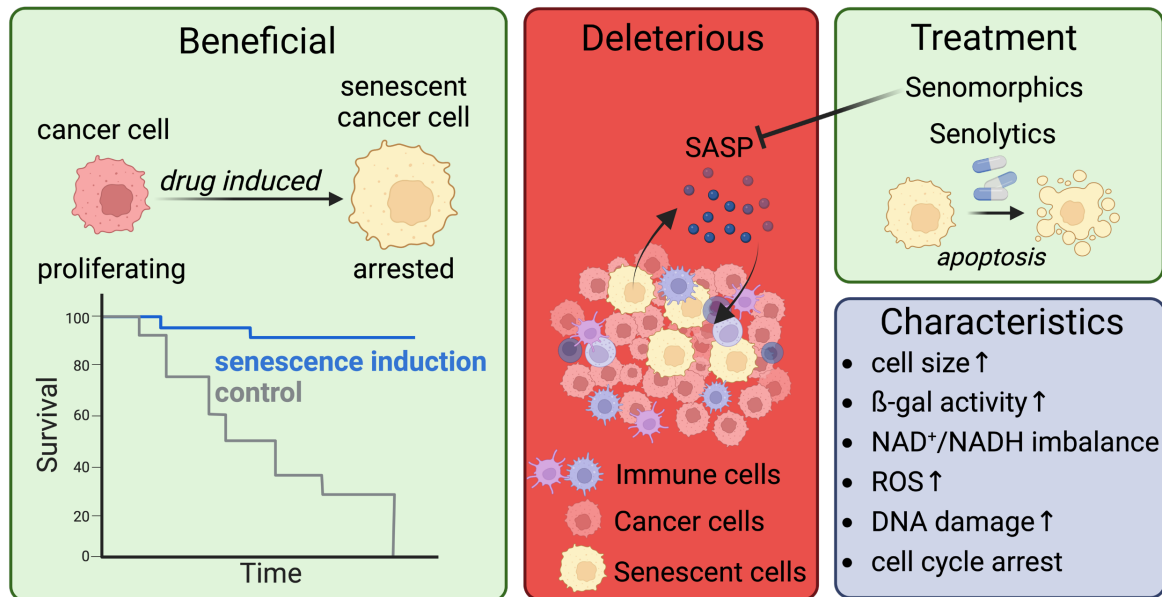 Beneficial
cancer cell
senescent
cancer cell
drug induced
proliferating
arrested
Survival
100
80
60
40
20
0
senescence induction
control
Time
Deleterious
SASP
Immune cells
Cancer cells
Senescent cells
Treatment
Senomorphics
Senolytics
apoptosis
Characteristics
• cell size↑
• ß-gal activity↑
• NAD⁺/NADH imbalance
• ROS↑
• DNA damage↑
• cell cycle arrest